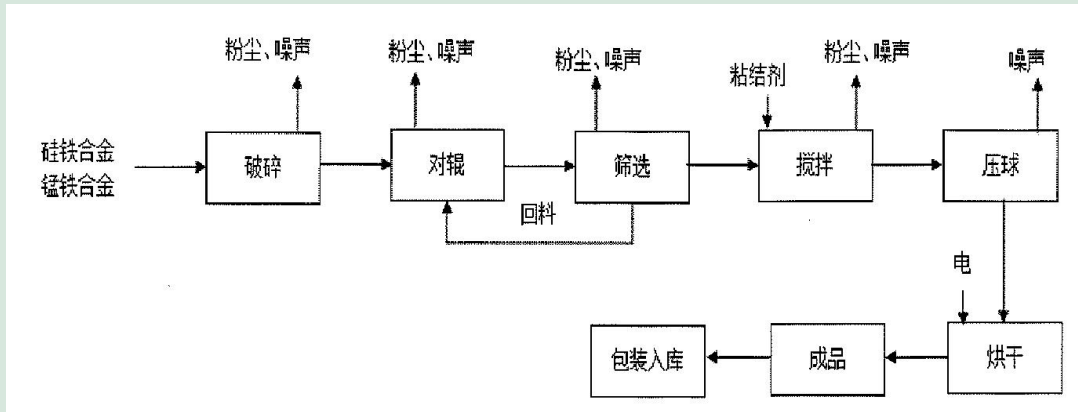 粉尘、噪声
粉尘、噪声
粉尘、噪声
粘结剂
粉尘、噪声
噪声
硅铁合金
锰铁合金
破碎
对辊
筛选
搅拌
压球
回料
电
包装入库
成品
烘干